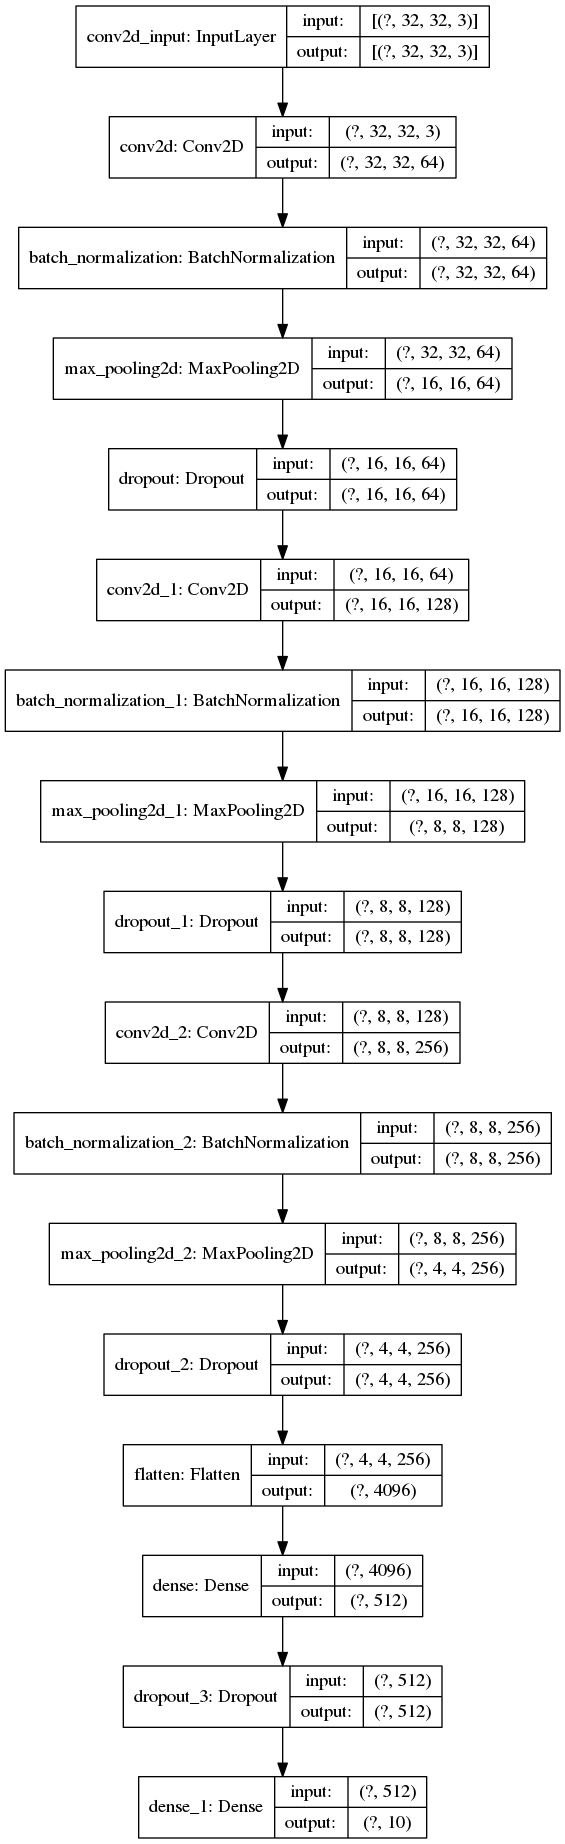 conv2d_input: InputLayer
input: [(?, 32, 32, 3)]
output: [(?, 32, 32, 3)]
conv2d: Conv2D
input: (?, 32, 32, 3)
output: (?, 32, 32, 64)
batch_normalization: BatchNormalization
input: (?, 32, 32, 64)
output: (?, 32, 32, 64)
max_pooling2d: MaxPooling2D
input: (?, 32, 32, 64)
output: (?, 16, 16, 64)
dropout: Dropout
input: (?, 16, 16, 64)
output: (?, 16, 16, 64)
conv2d_1: Conv2D
input: (?, 16, 16, 64)
output: (?, 16, 16, 128)
batch_normalization_1: BatchNormalization
input: (?, 16, 16, 128)
output: (?, 16, 16, 128)
max_pooling2d_1: MaxPooling2D
input: (?, 16, 16, 128)
output: (?, 8, 8, 128)
dropout_1: Dropout
input: (?, 8, 8, 128)
output: (?, 8, 8, 128)
conv2d_2: Conv2D
input: (?, 8, 8, 128)
output: (?, 8, 8, 256)
batch_normalization_2: BatchNormalization
input: (?, 8, 8, 256)
output: (?, 8, 8, 256)
max_pooling2d_2: MaxPooling2D
input: (?, 8, 8, 256)
output: (?, 4, 4, 256)
dropout_2: Dropout
input: (?, 4, 4, 256)
output: (?, 4, 4, 256)
flatten: Flatten
input: (?, 4, 4, 256)
output: (?, 4096)
dense: Dense
input: (?, 4096)
output: (?, 512)
dropout_3: Dropout
input: (?, 512)
output: (?, 512)
dense_1: Dense
input: (?, 512)
output: (?, 10)